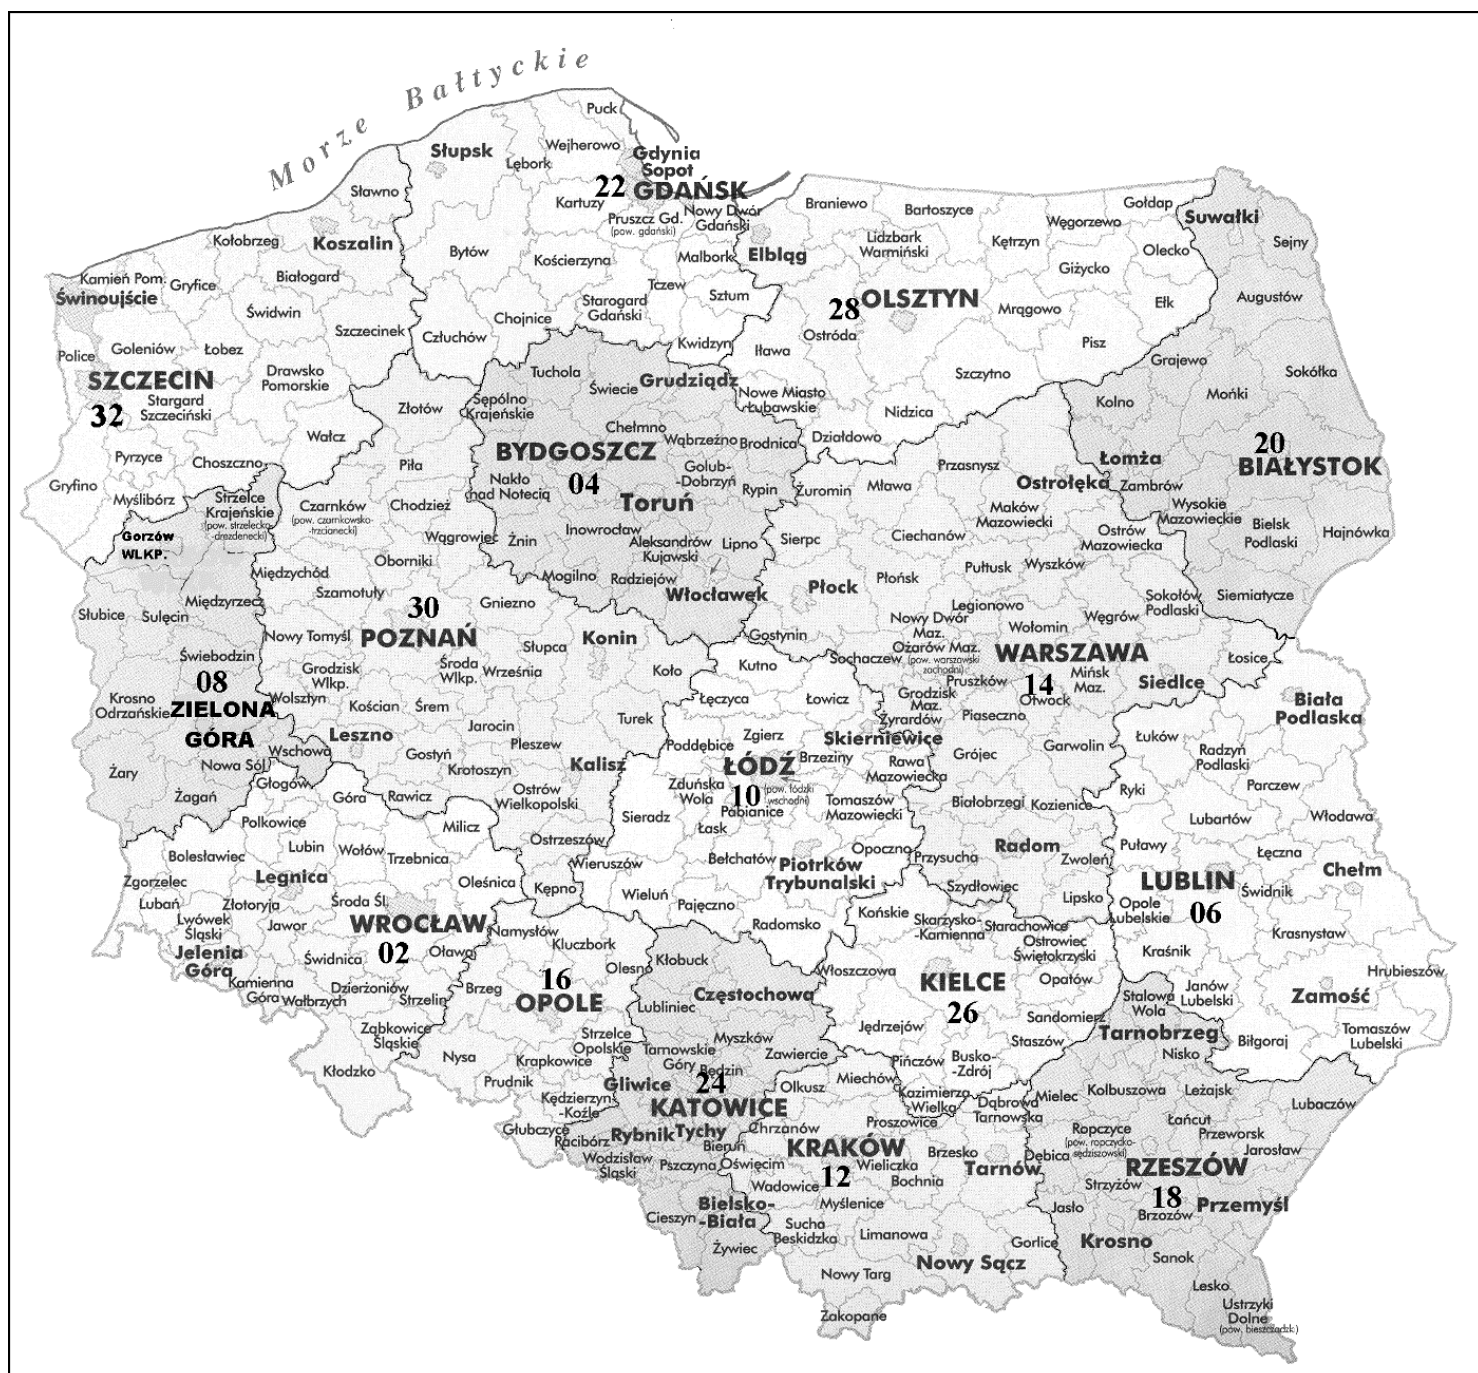 Morze Bałtyckie
Puck
Słupsk
Wejherowo
Lębork
Gdynia
Sopot
22 GDAŃSK
Sławno
Kartuzy
Pruszcz Gd.
(pow. gdański)
Nowy Dwór
Gdański
Bytów
Kościerzyna
Malbork
Tczew
Sztum
Starogard
Gdański
Chojnice
Człuchów
Kwidzyn
Kołobrzeg
Koszalin
Kamień Pom.
Świnoujście
Gryfice
Białogard
Świdwin
Szczecinek
Police
Goleniów
Łobez
Drawsko
Pomorskie
SZCZECIN
32
Stargard
Szczeciński
Wałcz
Pyrzyce
Choszczno
Gryfino
Myślibórz
Braniewo
Bartoszyce
Węgorzewo
Gołdap
Elbląg
Lidzbark
Warmiński
Kętrzyn
Olecko
Giżycko
28 OLSZTYN
Mrągowo
Ełk
Ostróda
Iława
Pisz
Szczytno
Nowe Miasto
Łubawskie
Nidzica
Działdowo
Suwałki
Sejny
Augustów
Grajewo
Sokółka
Kolno
Mońki
20
BIAŁYSTOK
Łomża
Zambrów
Wysokie
Mazowieckie
Bielsk
Podlaski
Hajnówka
Siemiatycze
Tuchola
Świecie
Grudziądz
Sępólno
Krajeńskie
Chełmno
Wąbrzeźno
Brodnica
BYDGOSZCZ
04
Nakło
nad Notecią
Golub-
-Dobrzyń
Rypin
Toruń
Inowrocław
Żnin
Aleksandrów
Kujawski
Lipno
Mogilno
Radziejów
Włocławek
Strzelce
Krajeńskie
(pow. strzelecko
-drezdenecki)
Gorzów
WLKP.
Słubice
Sulęcin
Międzyrzecz
Świebodzin
08
ZIELONA
GÓRA
Krosno
Odrzańskie
Wschowa
Nowa Sól
Żary
Żagań
Złotów
Piła
Czarnków
(pow. czarnkowsko-
-trzcianecki)
Chodzież
Wągrowiec
Oborniki
Międzychód
Szamotuły
30
POZNAŃ
Gniezno
Nowy Tomyśl
Słupca
Konin
Grodzisk
Wlkp.
Środa
Wlkp.
Września
Koło
Wolsztyn
Kościan
Śrem
Turek
Jarocin
Leszno
Gostyń
Pleszew
Krotoszyn
Kalisz
Rawicz
Ostrów
Wielkopolski
Ostrzeszów
Kępno
Żuromin
Mława
Przasnysz
Ostrołęka
Maków
Mazowiecki
Ostrów
Mazowiecka
Sierpc
Ciechanów
Płock
Płońsk
Pułtusk
Wyszków
Sokołów
Podlaski
Legionowo
Nowy Dwór
Maz.
Wołomin
Węgrów
Gostynin
Sochaczew
Ożarów Maz.
(pow. warszawski
zachodni)
WARSZAWA
14
Łosice
Mińsk
Maz.
Siedlce
Pruszków
Otwock
Grodzisk
Maz.
Żyrardów
Piaseczno
Grójec
Garwolin
Białobrzegi
Kozienice
Radom
Zwoleń
Przysucha
Szydłowiec
Lipsko
Kutno
Łęczyca
Łowicz
Zgierz
Skierniewice
Poddębice
ŁÓDŹ
Brzeziny
Rawa
Mazowiecka
10
(pow. łódzki
wschodni)
Zduńska
Wola
Pabianice
Tomaszów
Mazowiecki
Sieradz
Łask
Bełchatów
Opoczno
Piotrków
Trybunalski
Wieruszów
Wieluń
Pajęczno
Radomsko
Biała
Podlaska
Łuków
Radzyń
Podlaski
Parczew
Ryki
Lubartów
Włodawa
Puławy
Łęczna
Chełm
LUBLIN
06
Świdnik
Opole
Lubelskie
Krasnystaw
Kraśnik
Hrubieszów
Janów
Lubelski
Zamość
Biłgoraj
Tomaszów
Lubelski
Głogów
Góra
Polkowice
Milicz
Lubin
Wołów
Trzebnica
Bolesławiec
Legnica
Oleśnica
Zgorzelec
Lubań
Złotoryja
Środa Śl.
Lwówek
Śląski
Jawor
WROCŁAW
02
Oława
Jelenia
Góra
Świdnica
Kamienna
Góra
Wałbrzych
Dzierżoniów
Strzelin
Ząbkowice
Śląskie
Kłodzko
Namysłów
Kluczbork
Olesno
Brzeg
16
OPOLE
Strzelce
Opolskie
Nysa
Krapkowice
Prudnik
Kędzierzyn
-Koźle
Głubczyce
Kłobuck
Częstochowa
Lubliniec
Myszków
Tarnowskie
Góry
Zawiercie
Będzin
Gliwice
24
KATOWICE
Racibórz
Rybnik
Tychy
Bieruń
Wodzisław
Śląski
Pszczyna
Bielsko-
-Biała
Cieszyn
Żywiec
Końskie
Skarżysko-
-Kamienna
Starachowice
Ostrowiec
Świętokrzyski
Włoszczowa
KIELCE
26
Opatów
Jędrzejów
Sandomierz
Staszów
Pińczów
Busko-
-Zdrój
Kazimierza
Wielka
Olkusz
Miechów
Dąbrowa
Tarnowska
Chrzanów
Proszowice
KRAKÓW
12
Oświęcim
Wieliczka
Brzesko
Tarnów
Wadowice
Bochnia
Myślenice
Sucha
Beskidzka
Limanowa
Gorlice
Nowy Sącz
Nowy Targ
Zakopane
Stalowa
Wola
Tarnobrzeg
Nisko
Mielec
Kolbuszowa
Leżajsk
Lubaczów
Ropczyce
(pow. ropczycko-
-sędziszowski)
Łańcut
Przeworsk
Jarosław
Dębica
RZESZÓW
18
Strzyżów
Przemyśl
Jasło
Brzozów
Krosno
Sanok
Lesko
Ustrzyki
Dolne
(pow. bieszczadzki)